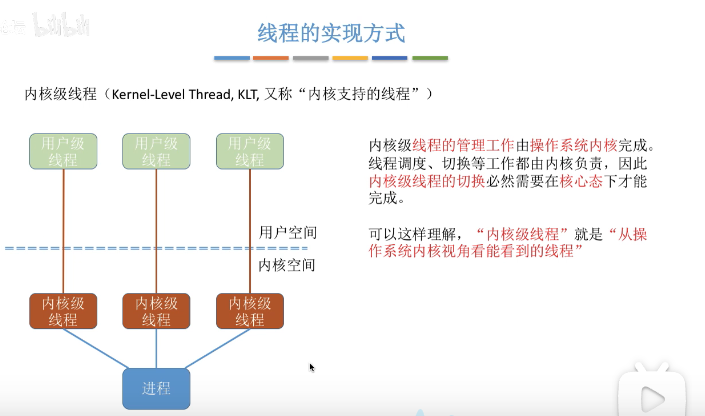 bilibili
线程的实现方式
内核级线程（Kernel-Level Thread, KLT, 又称“内核支持的线程”）
用户级
线程
用户级
线程
用户级
线程
内核级线程的管理工作由操作系统内核完成。
线程调度、切换等工作都由内核负责，因此
内核级线程的切换必然需要在核心态下才能
完成。
可以这样理解，“内核级线程”就是“从操
作系统内核视角看能看到的线程”
用户空间
内核空间
内核级
线程
内核级
线程
内核级
线程
进程